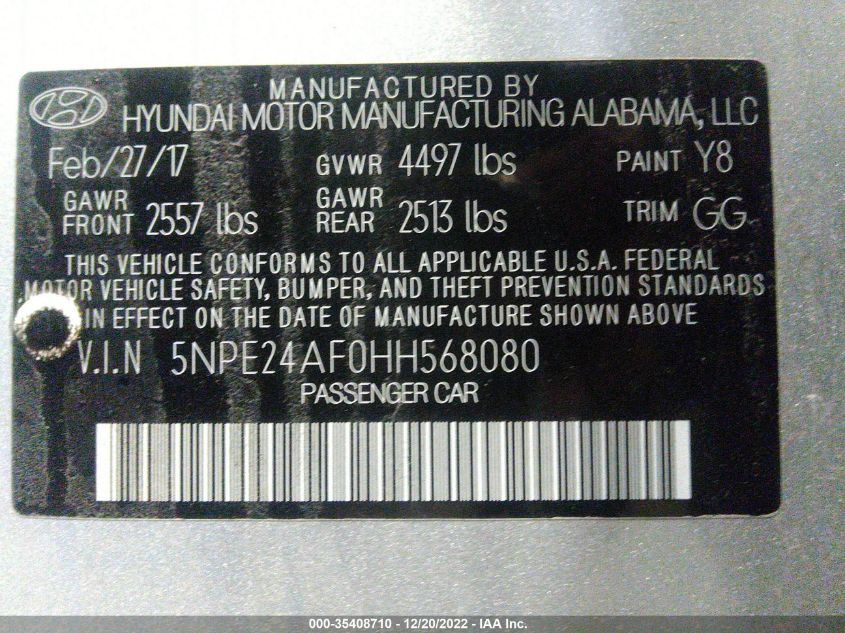 MANUFACTURED BY
HYUNDAI MOTOR MANUFACTURING ALABAMA, LLC
Feb/27/17 GVWR 4497 lbs PAINT Y8
GAWR FRONT 2557 lbs GAWR REAR 2513 lbs TRIM GG
THIS VEHICLE CONFORMS TO ALL APPLICABLE U.S.A. FEDERAL
MOTOR VEHICLE SAFETY, BUMPER, AND THEFT PREVENTION STANDARDS
IN EFFECT ON THE DATE OF MANUFACTURE SHOWN ABOVE
V.I.N 5NPE24AF0HH568080
PASSENGER CAR
000-35408710 - 12/20/2022 - IAA Inc.